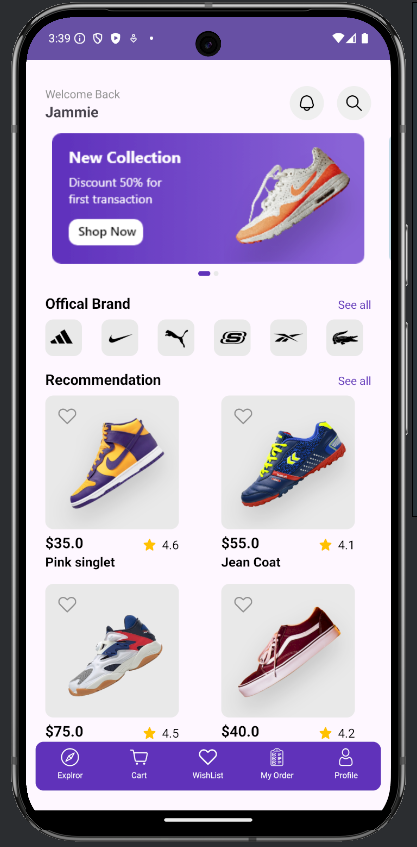 3:39
Welcome Back
Jammie
New Collection
Discount 50% for
first transaction
Shop Now
Offical Brand
See all
Recommendation
See all
$35.0
4.6
Pink singlet
$55.0
4.1
Jean Coat
$75.0
4.5
$40.0
4.2
Explror
Cart
WishList
My Order
Profile